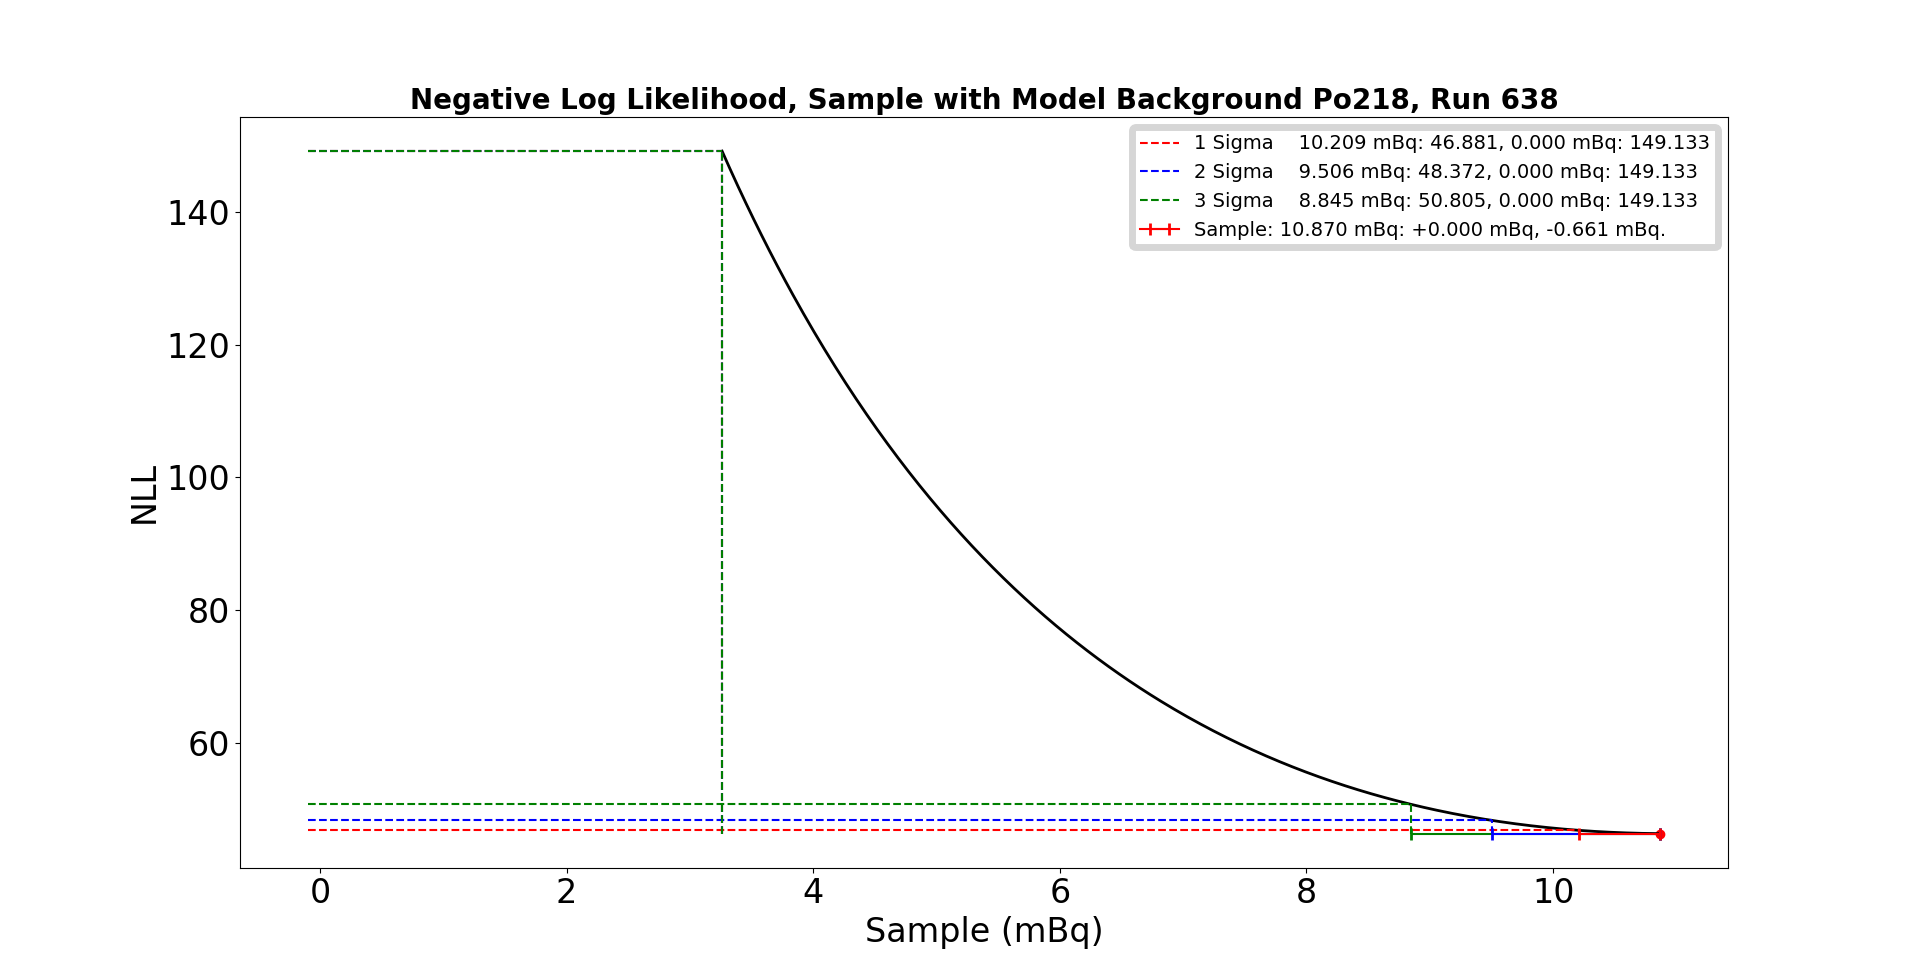 Negative Log Likelihood, Sample with Model Background Po218, Run 638
1 Sigma    10.209 mBq: 46.881, 0.000 mBq: 149.133
2 Sigma    9.506 mBq: 48.372, 0.000 mBq: 149.133
3 Sigma    8.845 mBq: 50.805, 0.000 mBq: 149.133
Sample: 10.870 mBq: +0.000 mBq, -0.661 mBq.
NLL
140
120
100
80
60
0 2 4 6 8 10
Sample (mBq)